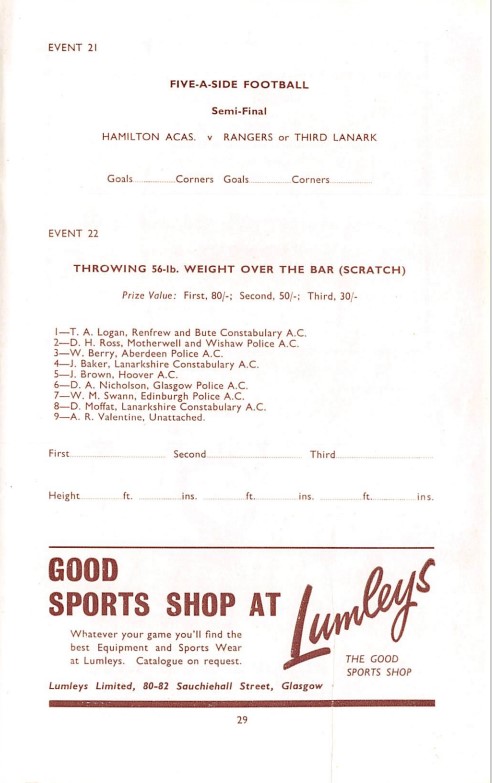 EVENT 21
FIVE-A-SIDE FOOTBALL
Semi-Final
HAMILTON ACAS. v RANGERS or THIRD LANARK
Goals............Corners Goals............Corners............
EVENT 22
THROWING 56-lb. WEIGHT OVER THE BAR (SCRATCH)
Prize Value: First, 80/-; Second, 50/-; Third, 30/-
1—T. A. Logan, Renfrew and Bute Constabulary A.C.
2—D. H. Ross, Motherwell and Wishaw Police A.C.
3—W. Berry, Aberdeen Police A.C.
4—J. Baker, Lanarkshire Constabulary A.C.
5—J. Brown, Hoover A.C.
6—D. A. Nicholson, Glasgow Police A.C.
7—W. M. Swann, Edinburgh Police A.C.
8—D. Moffat, Lanarkshire Constabulary A.C.
9—A. R. Valentine, Unattached.
First........................ Second........................ Third........................
Height............ft. ............ins. ............ft. ............ins. ............ft. ............ins.
GOOD
SPORTS SHOP AT Lumleys
Whatever your game you'll find the
best Equipment and Sports Wear
at Lumleys. Catalogue on request.
THE GOOD
SPORTS SHOP
Lumleys Limited, 80-82 Sauchiehall Street, Glasgow
29